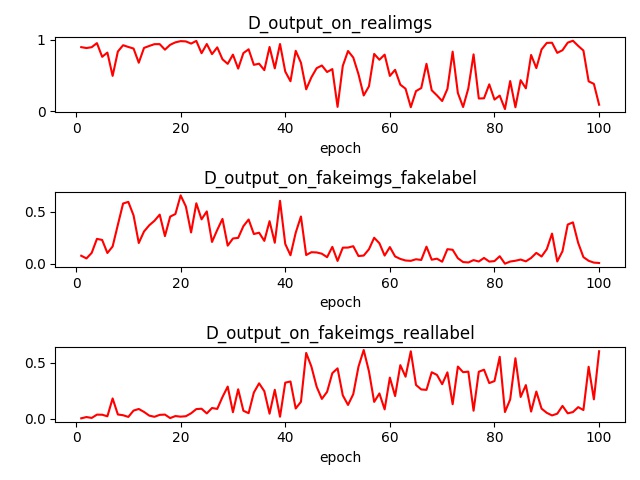 D_output_on_realimgs
1
0
0 20 40 60 80 100
epoch
D_output_on_fakeimgs_fakelabel
0.5
0.0
0 20 40 60 80 100
epoch
D_output_on_fakeimgs_reallabel
0.5
0.0
0 20 40 60 80 100
epoch